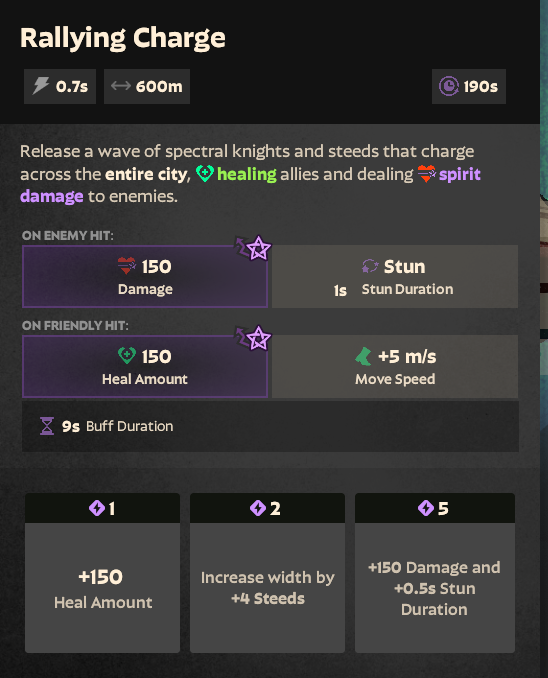 Rallying Charge
0.7s 600m 190s
Release a wave of spectral knights and steeds that charge
across the entire city, healing allies and dealing spirit
damage to enemies.
ON ENEMY HIT:
150
Damage
Stun
1s Stun Duration
ON FRIENDLY HIT:
150
Heal Amount
+5 m/s
Move Speed
9s Buff Duration
1
+150
Heal Amount
2
Increase width by
+4 Steeds
5
+150 Damage and
+0.5s Stun
Duration